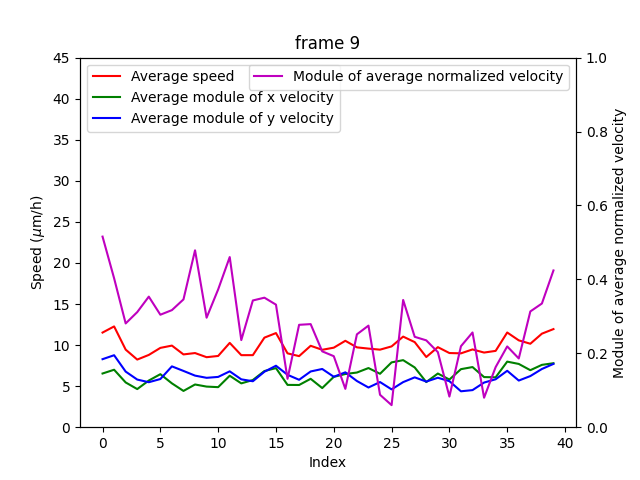 frame 9
Average speed
Average module of x velocity
Average module of y velocity
Module of average normalized velocity
Speed (μm/h)
45
40
35
30
25
20
15
10
5
0
Module of average normalized velocity
1.0
0.8
0.6
0.4
0.2
0.0
0 5 10 15 20 25 30 35 40
Index